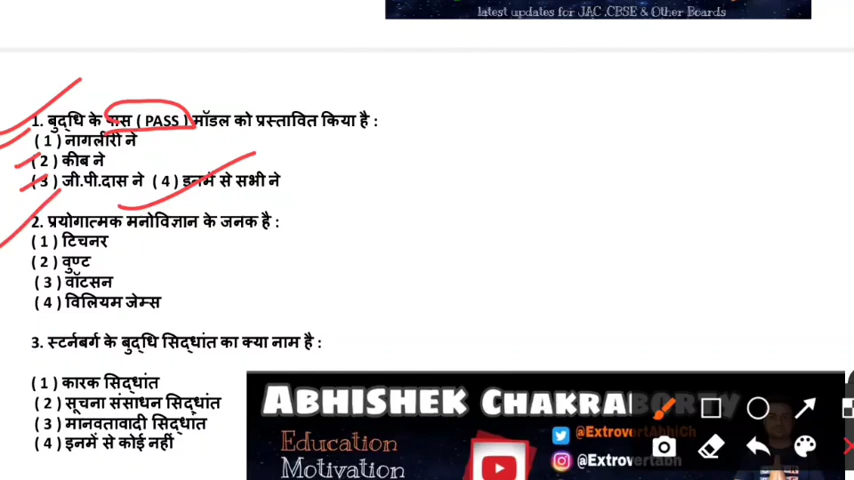 latest updates for JAC ,CBSE & Other Boards
1. बुद्धि के पास ( PASS ) मॉडल को प्रस्तावित किया है :
( 1 ) नागलीरी ने
( 2 ) कीब ने
( 3 ) जी.पी.दास ने ( 4 ) इनमें से सभी ने
2. प्रयोगात्मक मनोविज्ञान के जनक है :
( 1 ) टिचनर
( 2 ) वुण्ट
( 3 ) वॉटसन
( 4 ) विलियम जेम्स
3. स्टर्नबर्ग के बुद्धि सिद्धांत का क्या नाम है :
( 1 ) कारक सिद्धांत
( 2 ) सूचना संसाधन सिद्धांत
( 3 ) मानवतावादी सिद्धांत
( 4 ) इनमें से कोई नहीं
ABHISHEK
Education
@ExtrovertAbhiCh
Motivation